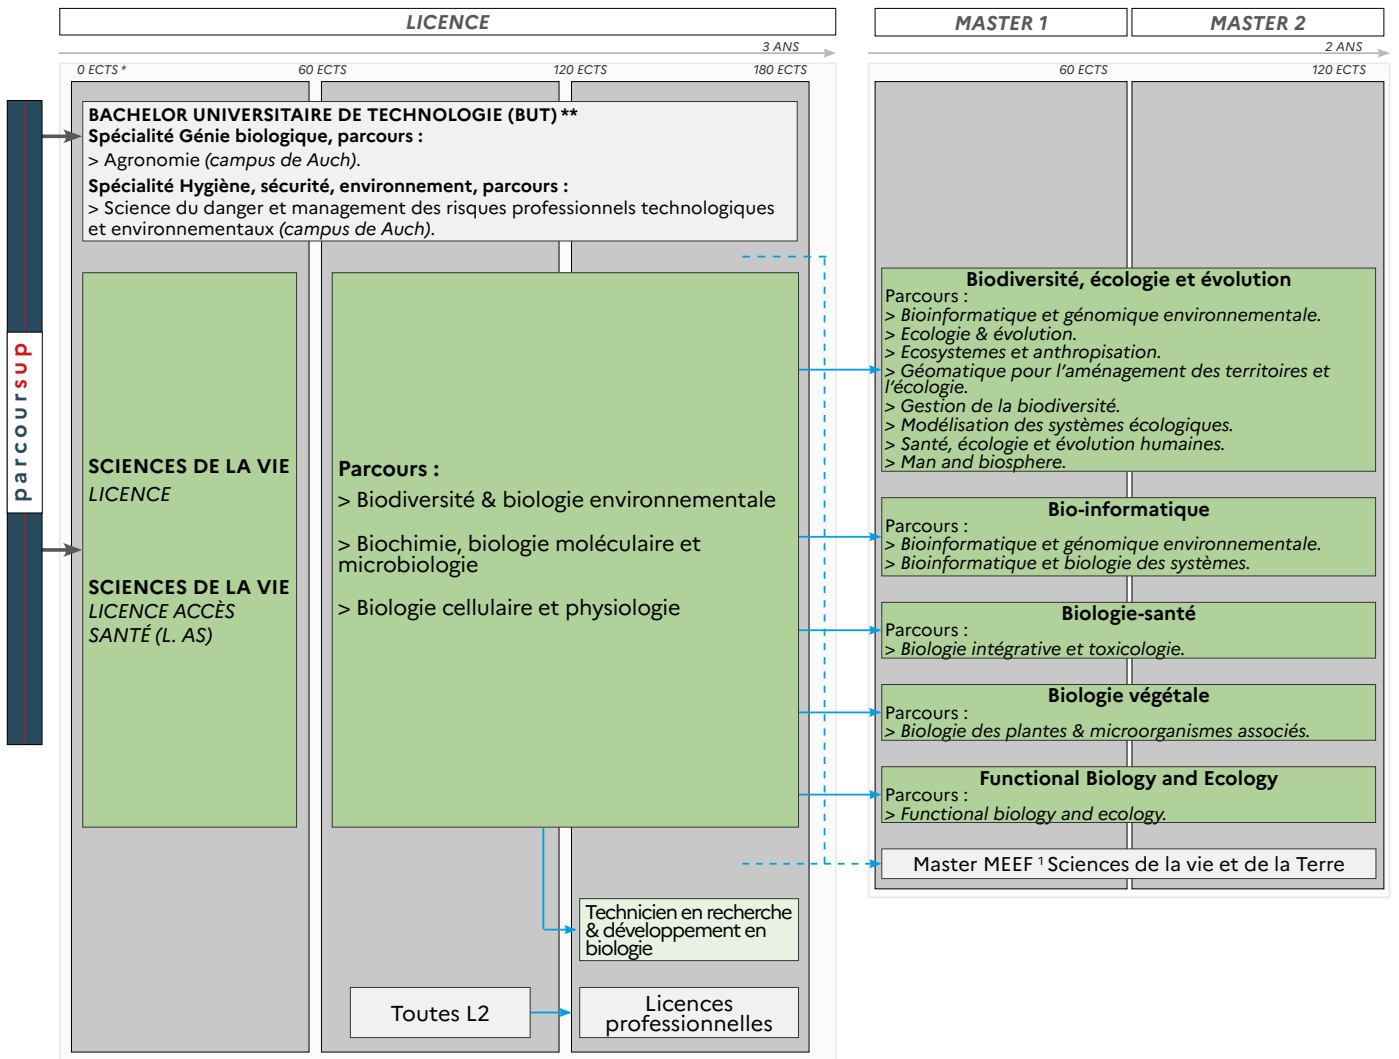 LICENCE
MASTER 1
MASTER 2
3 ANS
2 ANS
0 ECTS *
60 ECTS
120 ECTS
180 ECTS
60 ECTS
120 ECTS
parcoursup
BACHELOR UNIVERSITAIRE DE TECHNOLOGIE (BUT) **
Spécialité Génie biologique, parcours :
> Agronomie (campus de Auch).
Spécialité Hygiène, sécurité, environnement, parcours :
> Science du danger et management des risques professionnels technologiques
et environnementaux (campus de Auch).
SCIENCES DE LA VIE
LICENCE
SCIENCES DE LA VIE
LICENCE ACCÈS
SANTÉ (L. AS)
Parcours :
> Biodiversité & biologie environnementale
> Biochimie, biologie moléculaire et
microbiologie
> Biologie cellulaire et physiologie
Technicien en recherche
& développement en
biologie
Toutes L2
Licences
professionnelles
Biodiversité, écologie et évolution
Parcours :
> Bioinformatique et génomique environnementale.
> Ecologie & évolution.
> Ecosystemes et anthropisation.
> Géomatique pour l'aménagement des territoires et
l'écologie.
> Gestion de la biodiversité.
> Modélisation des systèmes écologiques.
> Santé, écologie et évolution humaines.
> Man and biosphere.
Bio-informatique
Parcours :
> Bioinformatique et génomique environnementale.
> Bioinformatique et biologie des systèmes.
Biologie-santé
Parcours :
> Biologie intégrative et toxicologie.
Biologie végétale
Parcours :
> Biologie des plantes & microorganismes associés.
Functional Biology and Ecology
Parcours :
> Functional biology and ecology.
Master MEEF ¹ Sciences de la vie et de la Terre